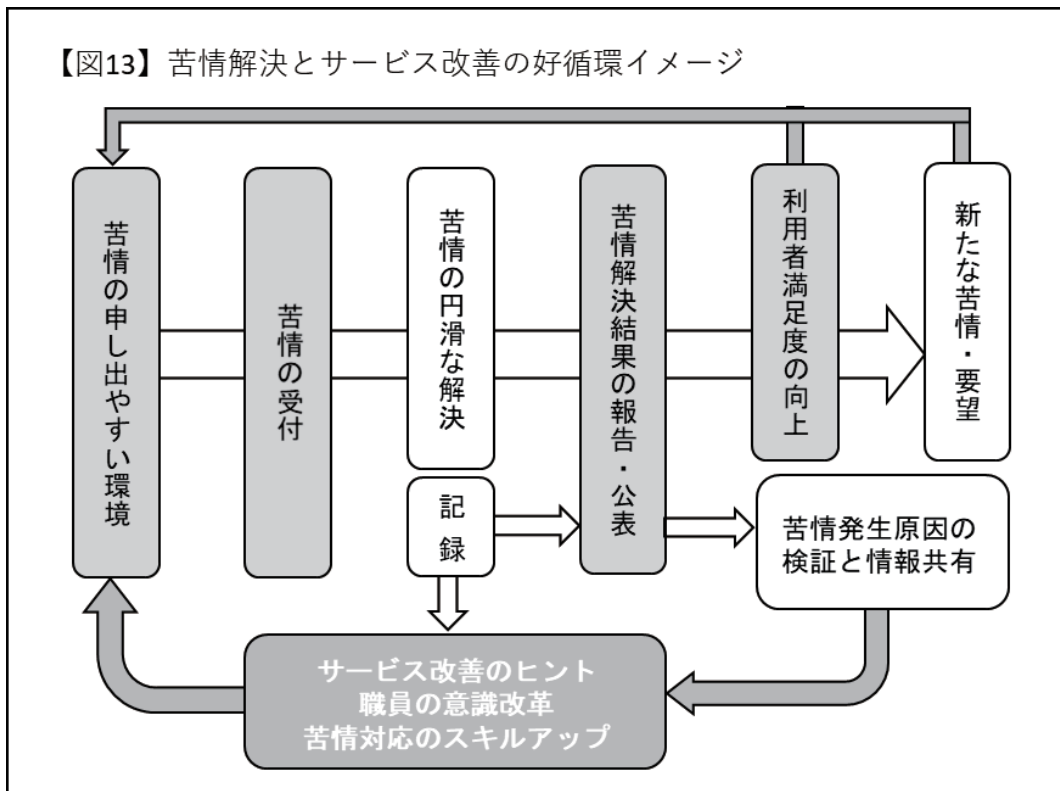 【図13】苦情解決とサービス改善の好循環イメージ
苦情の申し出やすい環境
苦情の受付
苦情の円滑な解決
苦情解決結果の報告・公表
利用者満足度の向上
新たな苦情・要望
記録
苦情発生原因の
検証と情報共有
サービス改善のヒント
職員の意識改革
苦情対応のスキルアップ